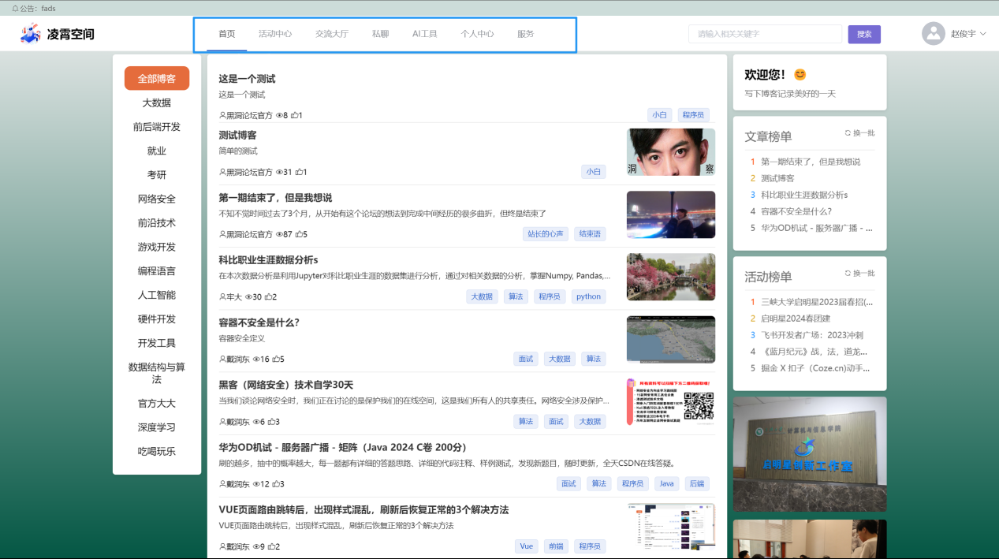 公告: fads
凌霄空间
首页 活动中心 交流大厅 私聊 AI工具 个人中心 服务
请输入相关关键字
搜索
赵俊宇
全部博客
大数据
前后端开发
就业
考研
网络安全
前沿技术
游戏开发
编程语言
人工智能
硬件开发
开发工具
数据结构与算
法
官方大大
深度学习
吃喝玩乐
这是一个测试
这是一个测试
黑洞论坛官方 8 1
小白 程序员
测试博客
简单的测试
黑洞论坛官方 31 1
小白
洞 察
第一期结束了，但是我想说
不知不觉时间过去了3个月，从开始有这个论坛的想法到完成中间经历的很多曲折，但终是结束了
黑洞论坛官方 87 5
站长的心声 结束语
科比职业生涯数据分析s
在本次数据分析是利用Jupyter对科比职业生涯的数据集进行分析，通过对相关数据的分析，掌握Numpy, Pandas,...
牢大 30 2
大数据 算法 程序员 python
容器不安全是什么？
容器安全定义
戴润东 16 5
面试 大数据 算法
黑客（网络安全）技术自学30天
当我们谈论网络安全时，我们正在讨论的是保护我们的在线空间，这是我们所有人的共享责任。网络安全涉及保护...
戴润东 6 3
算法 面试 大数据
华为OD机试 - 服务器广播 - 矩阵（Java 2024 C卷 200分）
刷的越多，抽中的概率越大，每一题都有详细的答题思路、详细的代码注释、样例测试，发现新题目，随时更新，全天CSDN在线答疑。
戴润东 12 3
面试 算法 程序员 Java 后端
VUE页面路由跳转后，出现样式混乱，刷新后恢复正常的3个解决方法
VUE页面路由跳转后，出现样式混乱，刷新后恢复正常的3个解决方法
戴润东 9 2
Vue 前端 程序员
欢迎您！
写下博客记录美好的一天
文章榜单 换一批
1 第一期结束了，但是我想说
2 测试博客
3 科比职业生涯数据分析s
4 容器不安全是什么？
5 华为OD机试 - 服务器广播 - ...
活动榜单 换一批
1 三峡大学启明星2023届春招(...
2 启明星2024春团建
3 飞书开发者广场：2023冲刺
4 《蓝月纪元》战，法，道龙...
5 掘金 X 扣子（Coze.cn)动手...
计算机与信息学院
启明星创新工作室